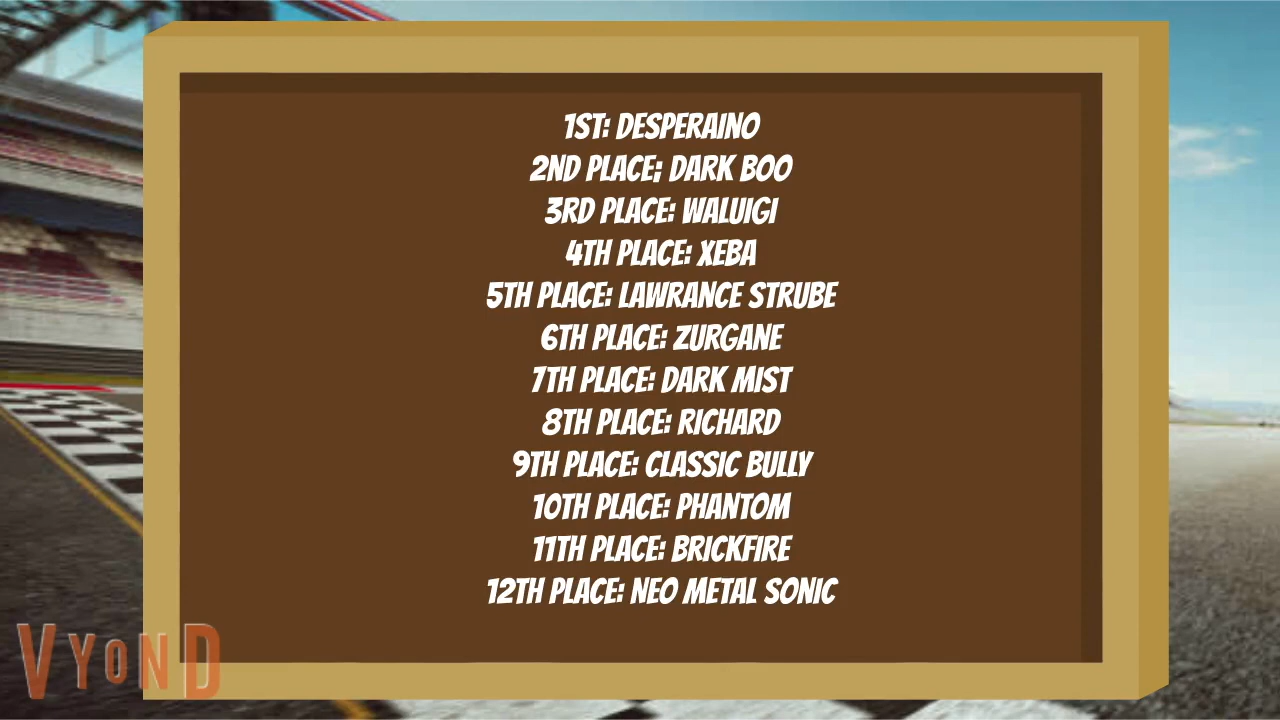 1ST: DESPERAINO
2ND PLACE; DARK BOO
3RD PLACE: WALUIGI
4TH PLACE: XEBA
5TH PLACE: LAWRANCE STRUBE
6TH PLACE: ZURGANE
7TH PLACE: DARK MIST
8TH PLACE: RICHARD
9TH PLACE: CLASSIC BULLY
10TH PLACE: PHANTOM
11TH PLACE: BRICKFIRE
12TH PLACE: NEO METAL SONIC
VYOND